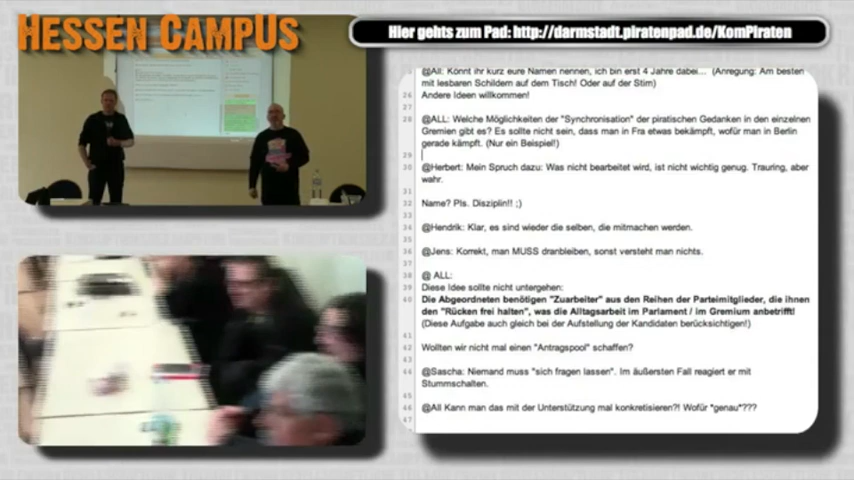 HESSEN CAMPUS
Hier gehts zum Pad: http://darmstadt.piratenpad.de/KomPiraten
@All: Könnt ihr kurz eure Namen nennen, ich bin erst 4 Jahre dabei... (Anregung: Am besten
mit lesbaren Schildern auf dem Tisch! Oder auf der Stirn)
26 Andere Ideen willkommen!
27
28 @ALL: Welche Möglichkeiten der "Synchronisation" der piratischen Gedanken in den einzelnen
Gremien gibt es? Es sollte nicht sein, dass man in Fra etwas bekämpft, wofür man in Berlin
gerade kämpft. (Nur ein Beispiel!)
29
30 @Herbert: Mein Spruch dazu: Was nicht bearbeitet wird, ist nicht wichtig genug. Trauring, aber
wahr.
31
32 Name? Pls. Disziplin!! ;)
33
34 @Hendrik: Klar, es sind wieder die selben, die mitmachen werden.
35
36 @Jens: Korrekt, man MUSS dranbleiben, sonst versteht man nichts.
37
38 @ ALL:
39 Diese Idee sollte nicht untergehen:
40 Die Abgeordneten benötigen "Zuarbeiter" aus den Reihen der Parteimitglieder, die ihnen
den "Rücken frei halten", was die Alltagsarbeit im Parlament / im Gremium anbetrifft!
(Diese Aufgabe auch gleich bei der Aufstellung der Kandidaten berücksichtigen!)
41
42 Wollten wir nicht mal einen "Antragspool" schaffen?
43
44 @Sascha: Niemand muss "sich fragen lassen". Im äußersten Fall reagiert er mit
Stummschalten.
45
46 @All Kann man das mit der Unterstützung mal konkretisieren?! Wofür *genau*???
47